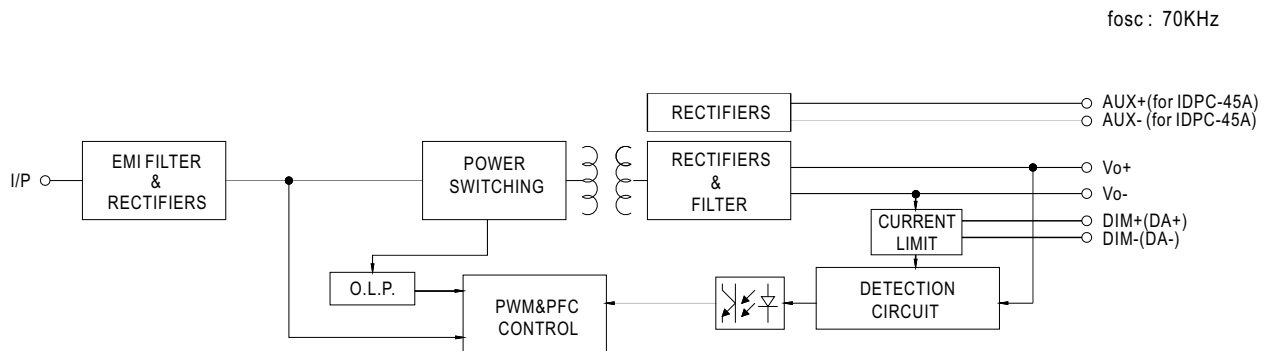 fosc : 70KHz
AUX+(for IDPC-45A)
AUX- (for IDPC-45A)
RECTIFIERS
I/P
EMI FILTER
&
RECTIFIERS
POWER
SWITCHING
RECTIFIERS
&
FILTER
Vo+
Vo-
DIM+(DA+)
DIM-(DA-)
CURRENT
LIMIT
O.L.P.
PWM&PFC
CONTROL
DETECTION
CIRCUIT